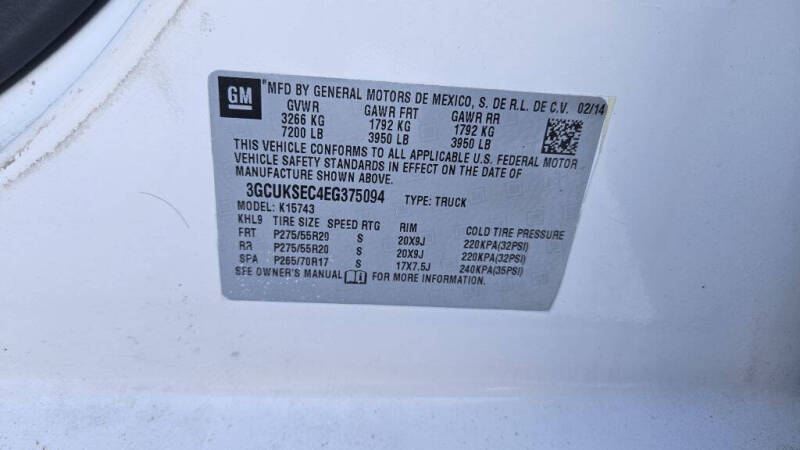 GM
*MFD BY GENERAL MOTORS DE MEXICO, S. DE R.L. DE C.V. 02/14
GVWR GAWR FRT GAWR RR
3266 KG 1792 KG 1792 KG
7200 LB 3950 LB 3950 LB
THIS VEHICLE CONFORMS TO ALL APPLICABLE U.S. FEDERAL MOTOR
VEHICLE SAFETY STANDARDS IN EFFECT ON THE DATE OF
MANUFACTURE SHOWN ABOVE.
3GCUKSEC4EG375094 TYPE: TRUCK
MODEL: K15743
KHL9 TIRE SIZE SPEED RTG RIM COLD TIRE PRESSURE
FRT P275/55R20 S 20X9J 220KPA(32PSI)
RR P275/55R20 S 20X9J 220KPA(32PSI)
SPA P265/70R17 S 17X7.5J 240KPA(35PSI)
SEE OWNER'S MANUAL FOR MORE INFORMATION.